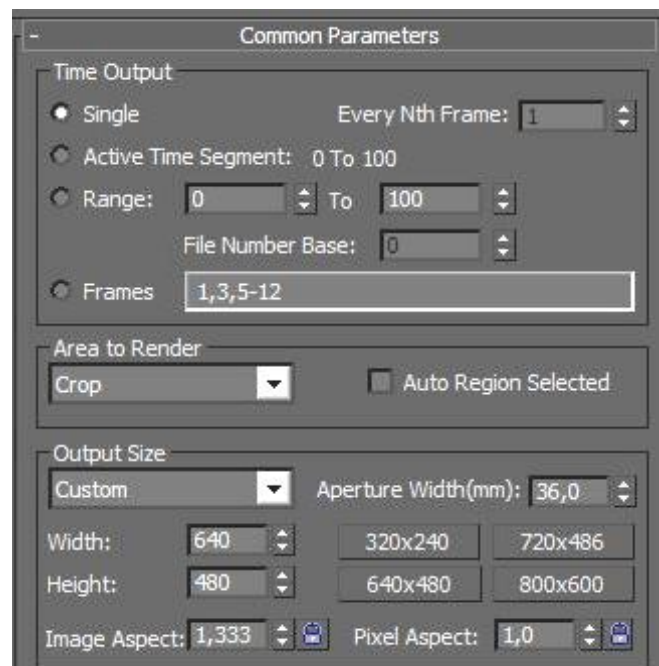 - Common Parameters
Time Output
Single Every Nth Frame: 1
Active Time Segment: 0 To 100
Range: 0 To 100
File Number Base: 0
Frames 1,3,5-12
Area to Render
Crop Auto Region Selected
Output Size
Custom Aperture Width(mm): 36,0
Width: 640 320x240 720x486
Height: 480 640x480 800x600
Image Aspect: 1,333 Pixel Aspect: 1,0